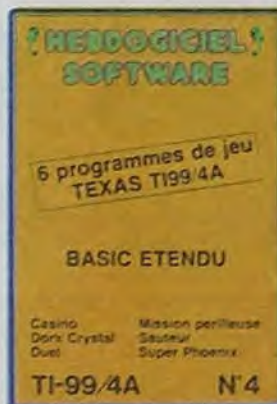 HEBDOGICIEL
SOFTWARE
6 programmes de jeu
TEXAS TI99/4A
BASIC ETENDU
Casino
Dork Crystal
Duel
Mission perilleuse
Sauteur
Super Phoenix
TI-99/4A N°4